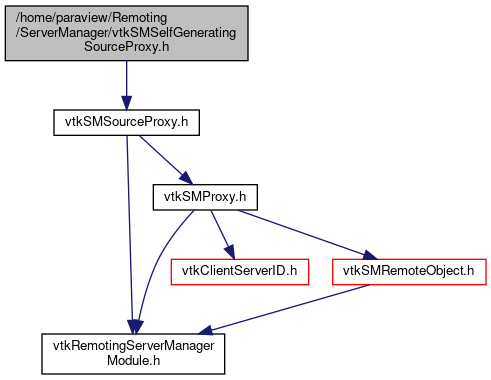 /home/paraview/Remoting
/ServerManager/vtkSMSelfGenerating
SourceProxy.h
vtkSMSourceProxy.h
vtkSMProxy.h
vtkClientServerID.h
vtkSMRemoteObject.h
vtkRemotingServerManager
Module.h